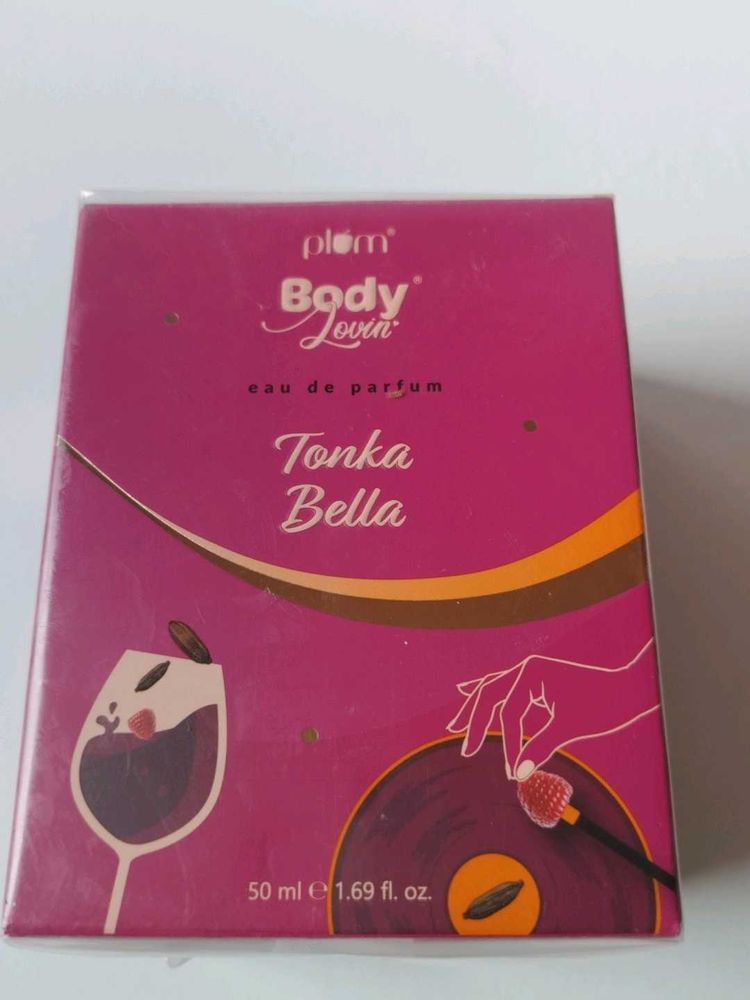 plum®
Body®
Lovin'
eau de parfum
Tonka
Bella
50 ml ℮ 1.69 fl. oz.